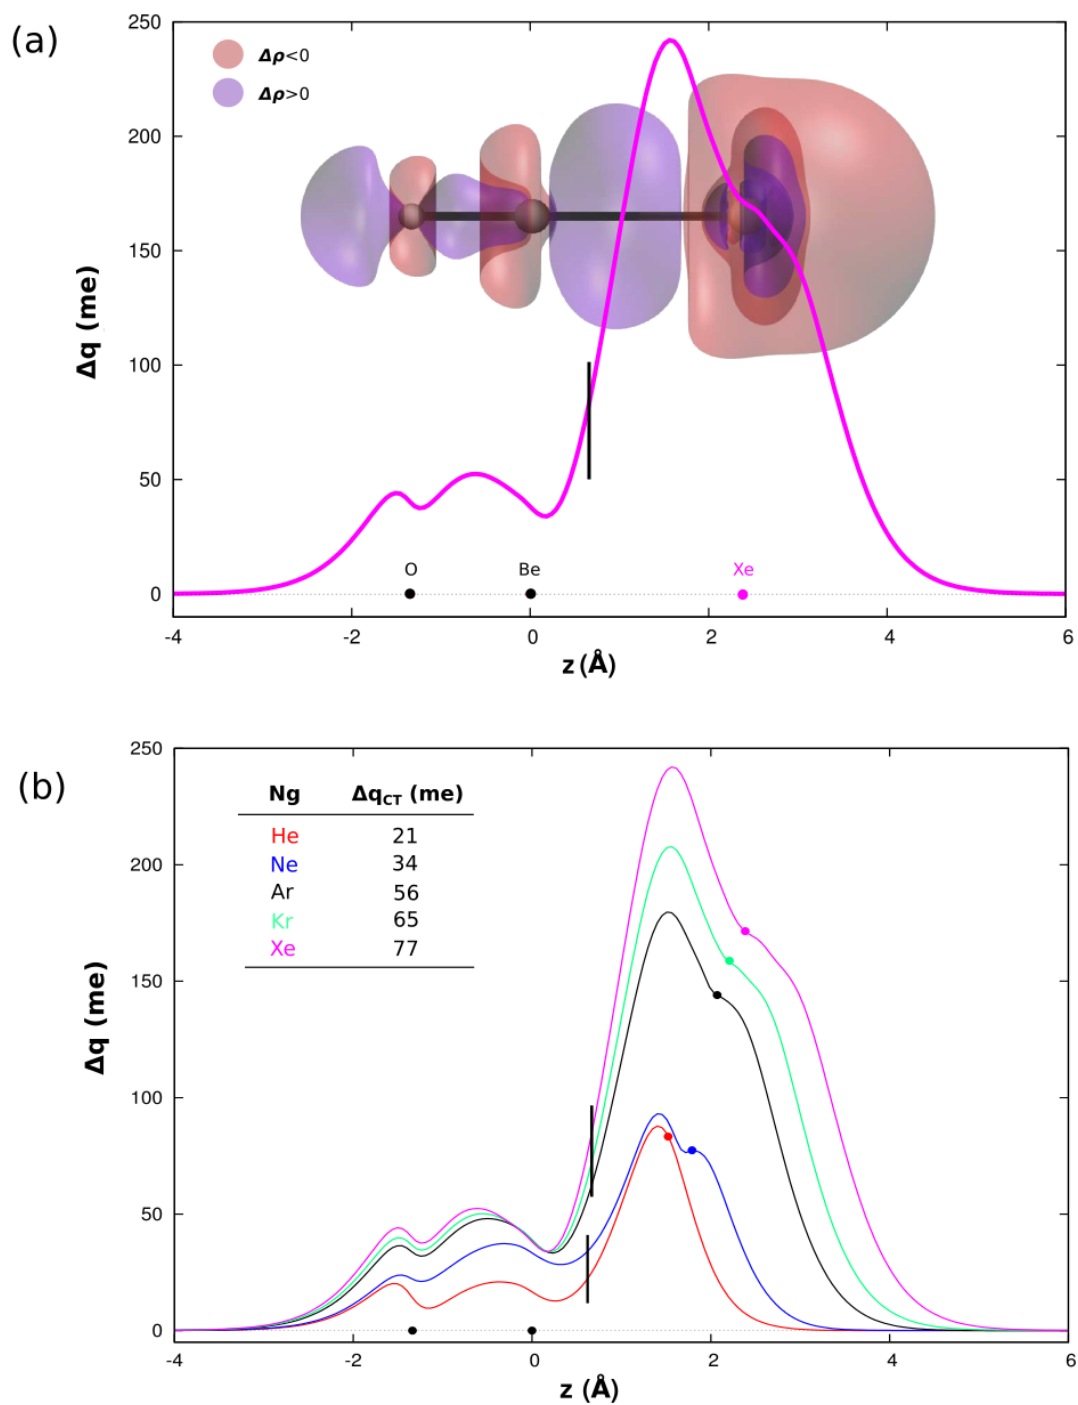 (a)
250
200
150
100
50
0
Δq (me)
Δρ<0
Δρ>0
O Be Xe
-4 -2 0 2 4 6
z (Å)
(b)
250
200
150
100
50
0
Δq (me)
Ng ΔqCT (me)
He 21
Ne 34
Ar 56
Kr 65
Xe 77
-4 -2 0 2 4 6
z (Å)